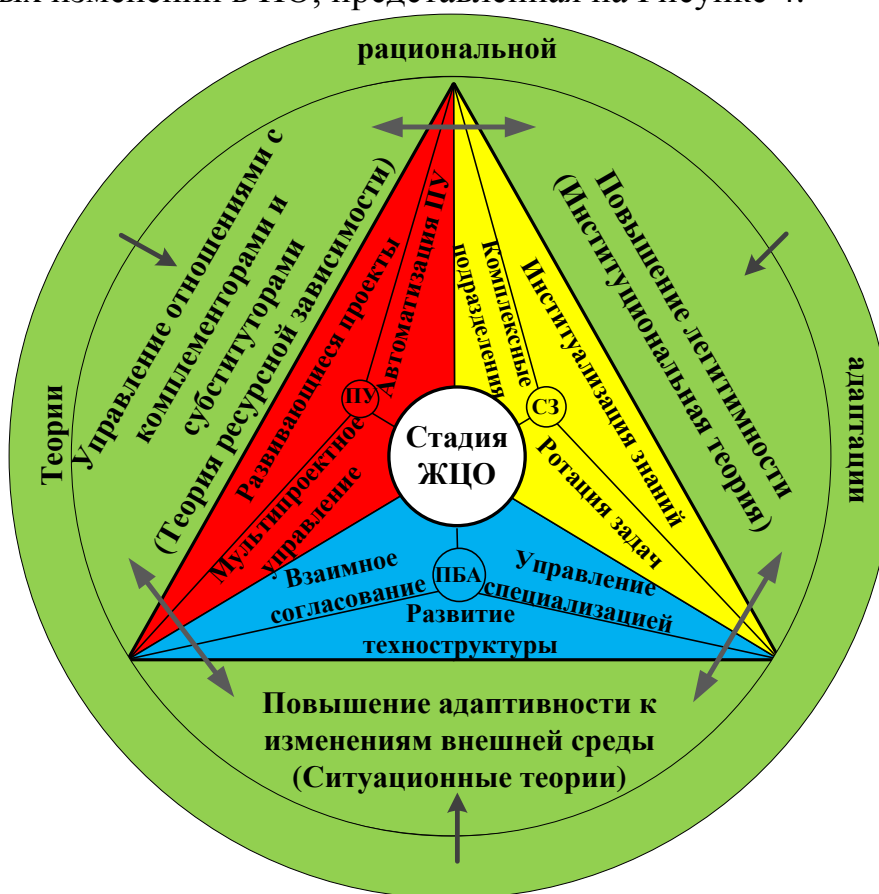 изменений в ПО, представленная на Рисунке 4.
рациональной
Теории
адаптации
Управление отношениями с
комплементорами и
субституторами
(Теория ресурсной зависимости)
Повышение легитимности
(Институциональная теория)
Развивающиеся проекты
Автоматизация ПУ
ПУ
Мультипроектное
управление
Комплексные
подразделения
Институализация знаний
СЗ
Ротация задач
Стадия
ЖЦО
Взаимное
согласование
ПБА
Управление
специализацией
Развитие
техноструктуры
Повышение адаптивности к
изменениям внешней среды
(Ситуационные теории)